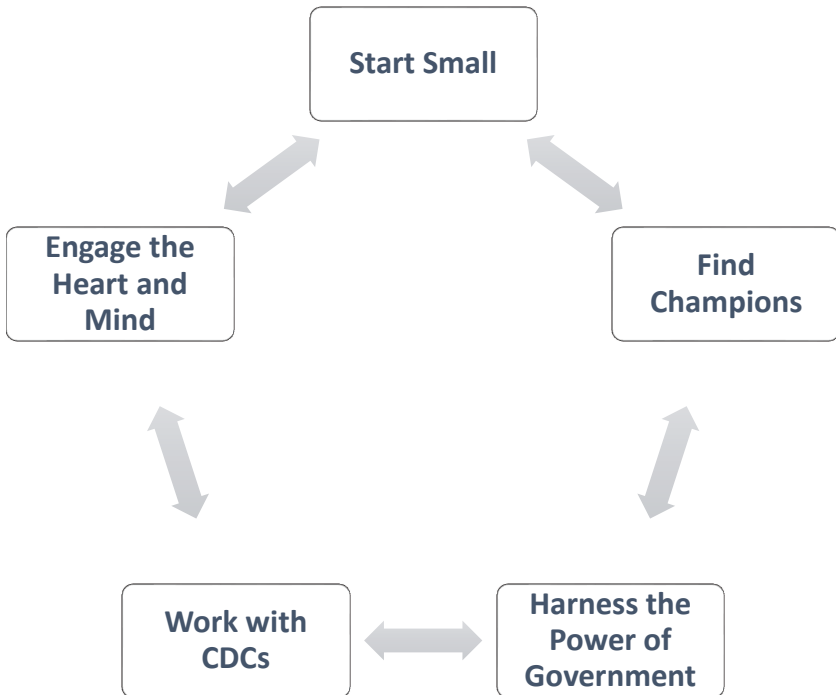 Start Small
Engage the
Heart and
Mind
Find
Champions
Work with
CDCs
Harness the
Power of
Government